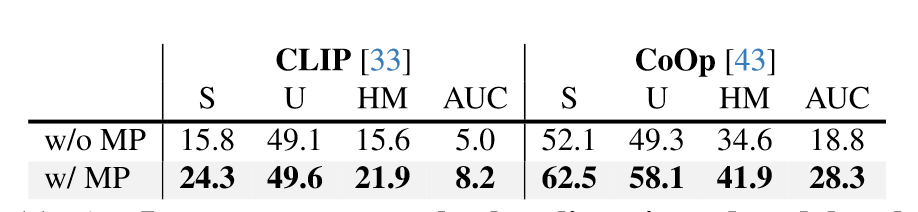 CLIP [33] CoOp [43]
S U HM AUC S U HM AUC
w/o MP 15.8 49.1 15.6 5.0 52.1 49.3 34.6 18.8
w/ MP 24.3 49.6 21.9 8.2 62.5 58.1 41.9 28.3